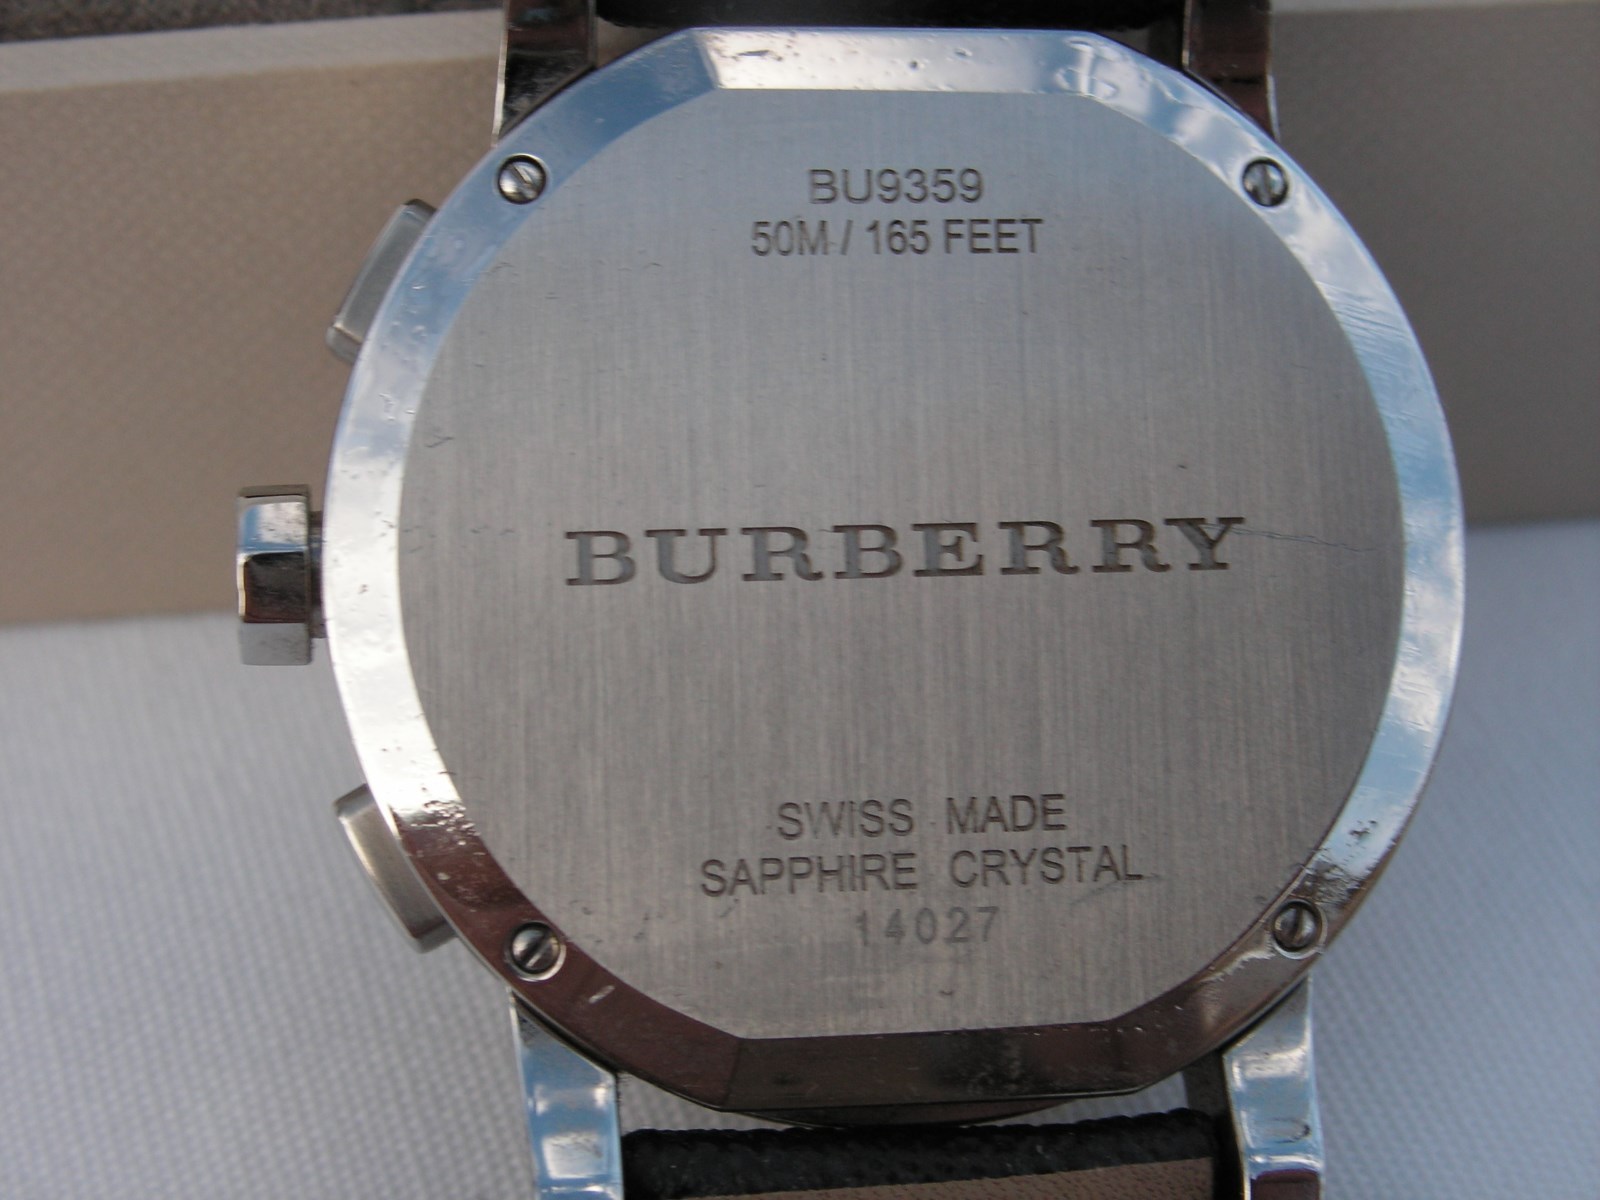 BU9359
50M / 165 FEET
BURBERRY
SWISS MADE
SAPPHIRE CRYSTAL
14027